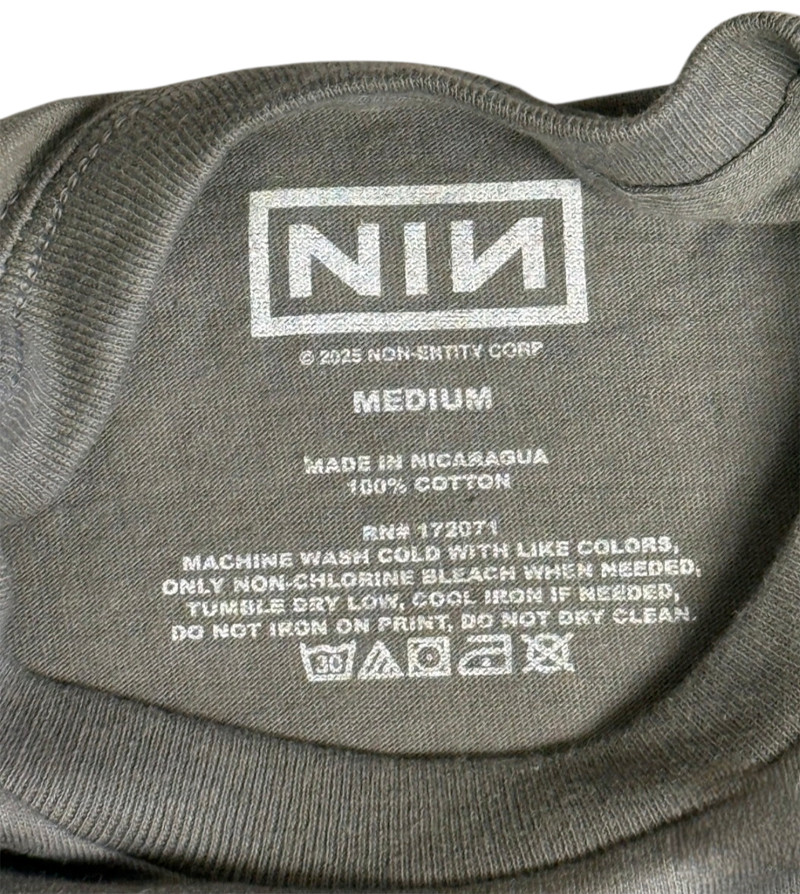 NIN
© 2025 NON-ENTITY CORP
MEDIUM
MADE IN NICARAGUA
100% COTTON
RN# 172071
MACHINE WASH COLD WITH LIKE COLORS,
ONLY NON-CHLORINE BLEACH WHEN NEEDED,
TUMBLE DRY LOW, COOL IRON IF NEEDED,
DO NOT IRON ON PRINT, DO NOT DRY CLEAN.
30